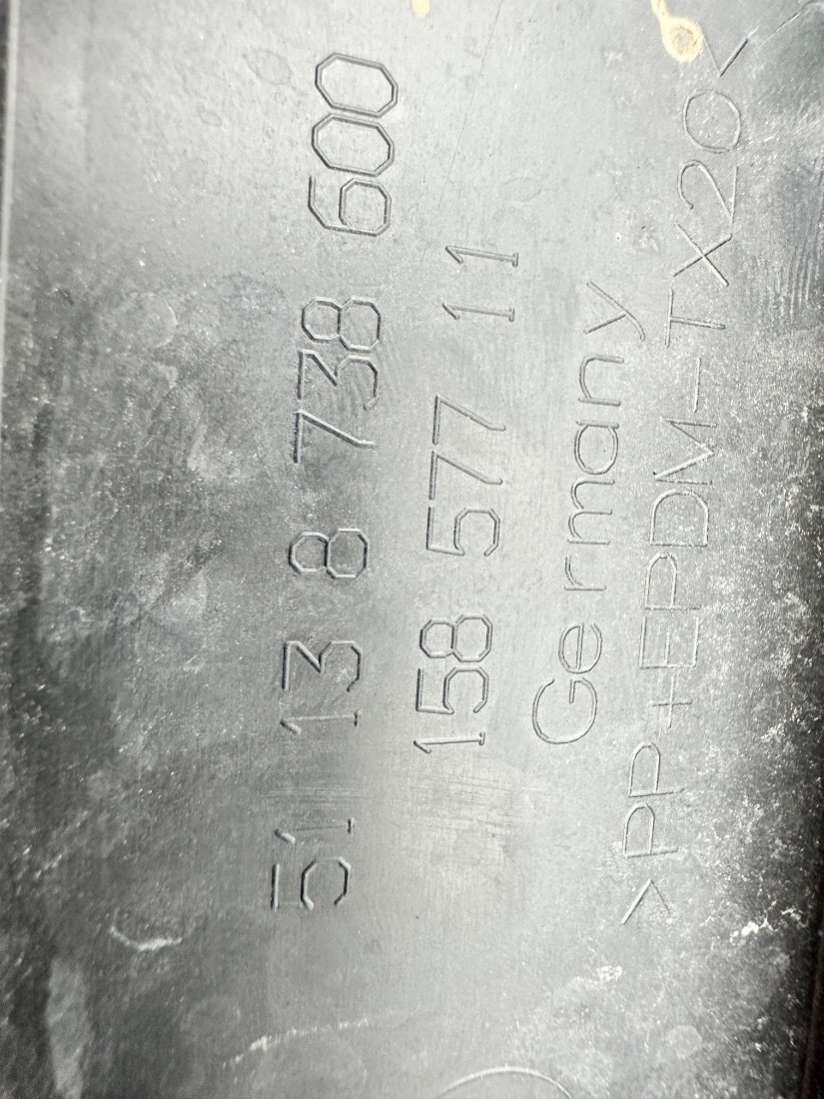 51 13 8 738 600
158 577 11
Germany
>PP+EPDM-TX20<